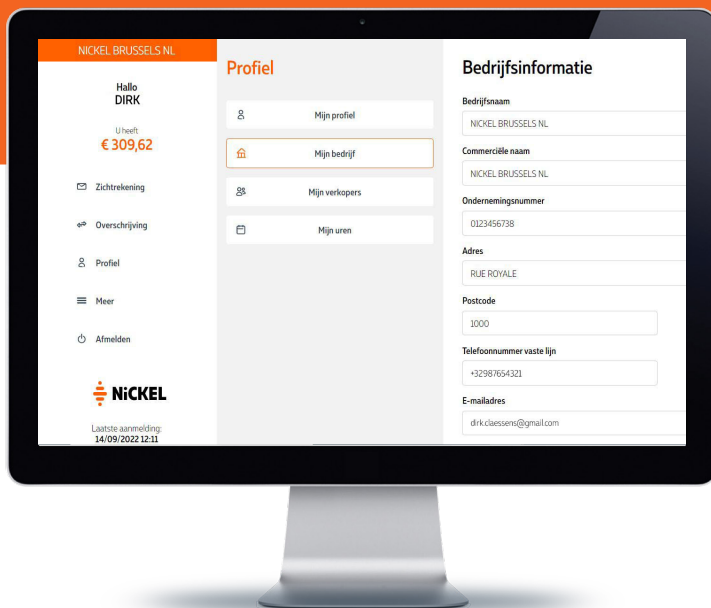 NICKEL BRUSSELS NL
Hallo
DIRK
U heeft
€ 309,62
Zichtrekening
Overschrijving
Profiel
Meer
Afmelden
NiCKEL
Laatste aanmelding:
14/09/2022 12:11
Profiel
Mijn profiel
Mijn bedrijf
Mijn verkopers
Mijn uren
Bedrijfsinformatie
Bedrijfsnaam
NICKEL BRUSSELS NL
Commerciële naam
NICKEL BRUSSELS NL
Ondernemingsnummer
0123456738
Adres
RUE ROYALE
Postcode
1000
Telefoonnummer vaste lijn
+32987654321
E-mailadres
dirk.claessens@gmail.com